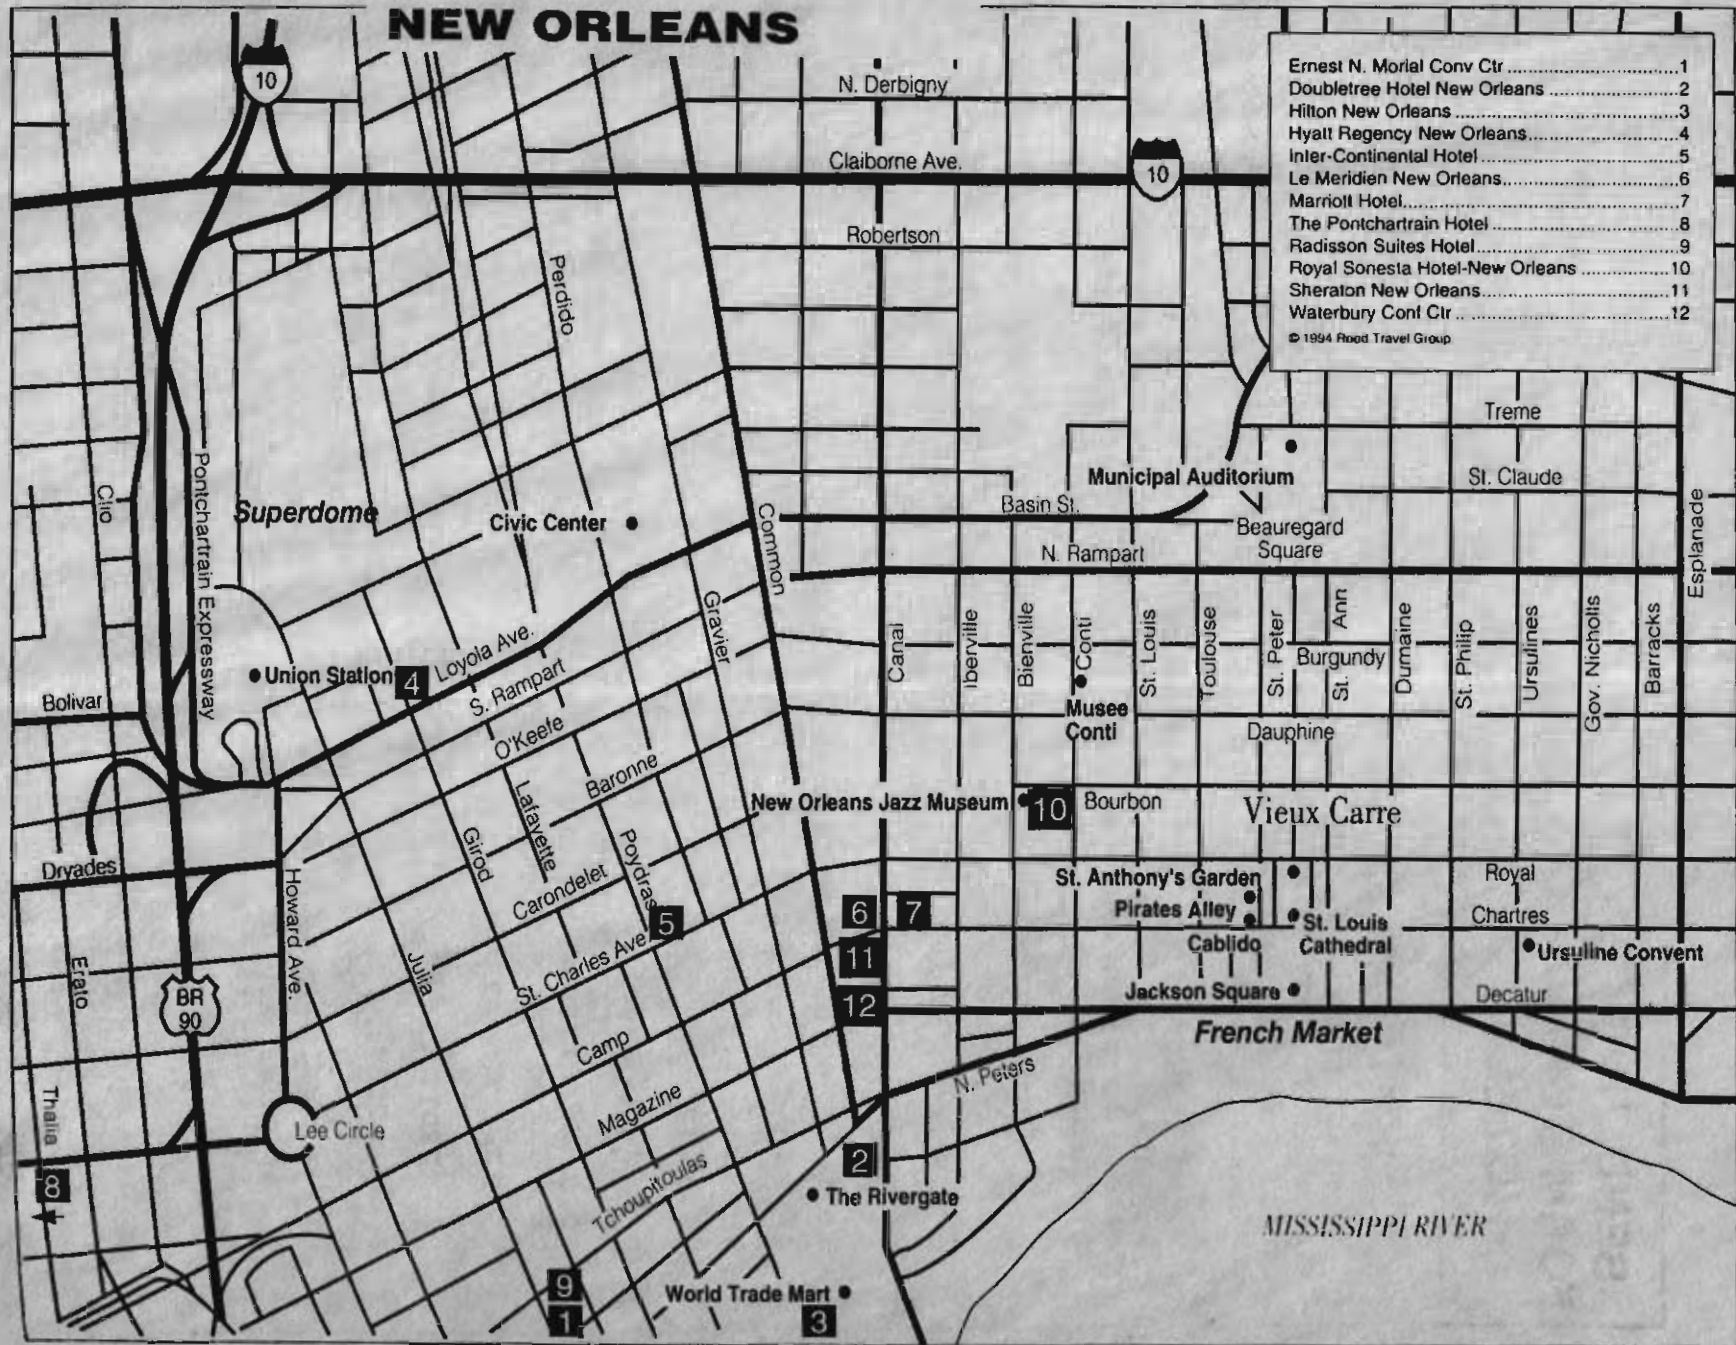 NEW ORLEANS
10
N. Derbigny
Claiborne Ave.
10
Robertson
Perdido
Ernest N. Morial Conv Ctr ..... 1
Doubletree Hotel New Orleans ..... 2
Hilton New Orleans ..... 3
Hyatt Regency New Orleans ..... 4
Inter-Continental Hotel ..... 5
Le Meridien New Orleans ..... 6
Marriott Hotel ..... 7
The Pontchartrain Hotel ..... 8
Radisson Suites Hotel ..... 9
Royal Sonesta Hotel-New Orleans ..... 10
Sheraton New Orleans ..... 11
Waterbury Conf Ctr ..... 12
© 1994 Reed Travel Group
Treme
Municipal Auditorium
St. Claude
Clio
Pontchartrain Expressway
Superdome
Civic Center
Common
Basin St.
Beauregard
Square
N. Rampart
Esplanade
Gravier
Canal
Iberville
Bienville
Conti
St. Louis
Toulouse
St. Peter
St. Ann
Dumaine
St. Philip
Ursulines
Gov. Nicholls
Barracks
Burgundy
Union Station
4
Loyola Ave.
S. Rampart
Bolivar
O'Keefe
Musee
Conti
Dauphine
Baronne
Lafayette
New Orleans Jazz Museum
10
Bourbon
Vieux Carre
Girod
Poydras
Dryades
Howard Ave.
Carondelet
St. Anthony's Garden
Royal
Pirates Alley
Chartres
6
7
5
St. Louis
Cathedral
Cablido
Ursuline Convent
St. Charles Ave
11
Julia
Erato
BR
90
12
Jackson Square
Decatur
French Market
Camp
N. Peters
Magazine
Thalia
Lee Circle
8
2
Tchoupitoulas
The Rivergate
MISSISSIPPI RIVER
9
World Trade Mart
1
3